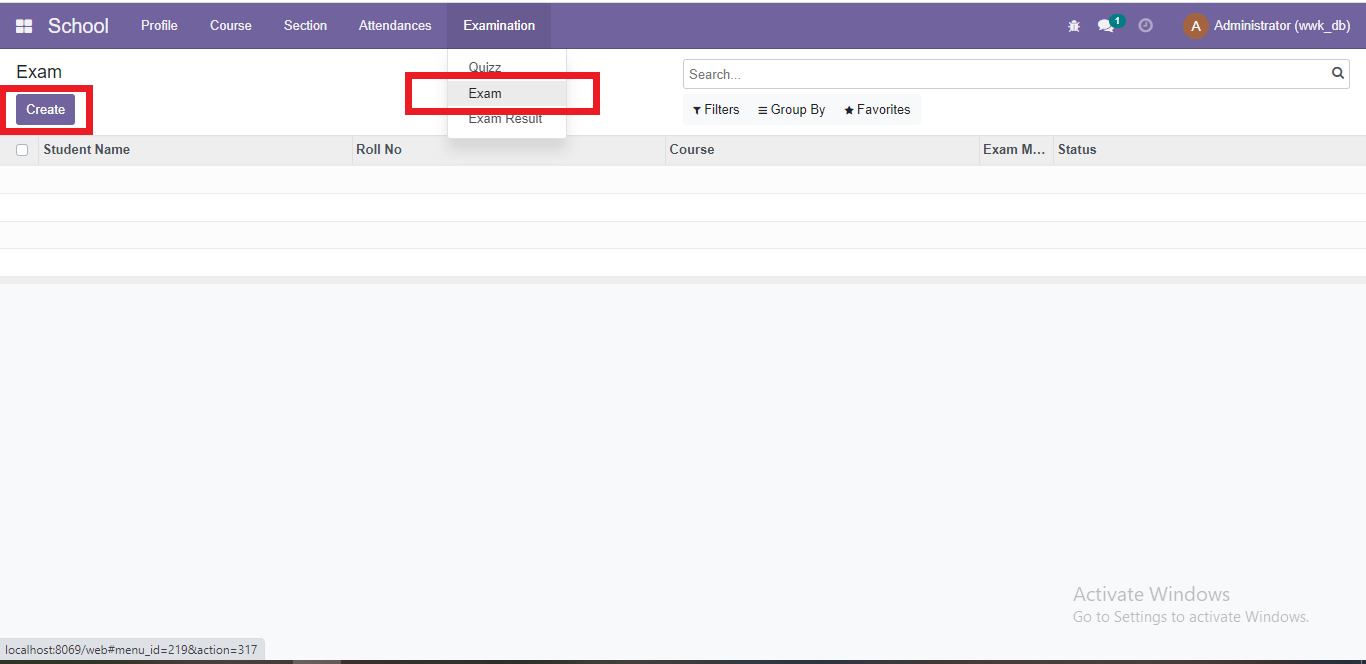 School Profile Course Section Attendances Examination 1 A Administrator (wwk_db)
Exam
Quizz
Search...
Exam
Create
Filters Group By Favorites
Exam Result
Student Name Roll No Course Exam M... Status
Activate Windows
Go to Settings to activate Windows.
localhost:8069/web#menu_id=219&action=317